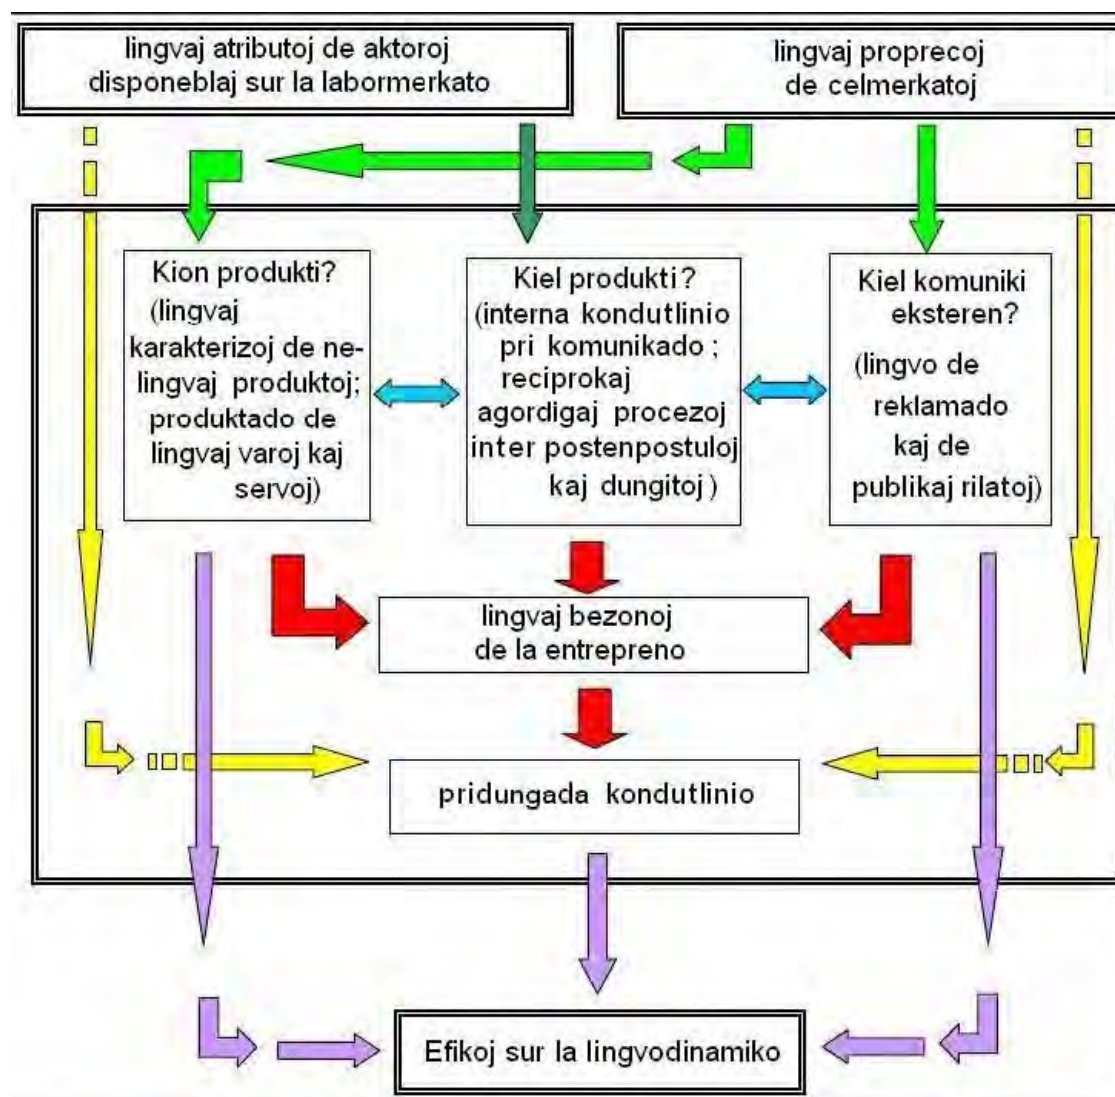 lingvaj atributoj de aktoroj
disponeblaj sur la labormerkato
lingvaj proprecoj
de celmerkatoj
Kion produkti?
(lingvaj
karakterizoj de ne-
lingvaj produktoj;
produktado de
lingvaj varoj kaj
servoj)
Kiel produkti?
(interna kondutlinio
pri komunikado ;
reciprokaj
agordigaj procezoj
inter postenpostuloj
kaj dungitoj )
Kiel komuniki
eksteren?
(lingvo de
reklamado
kaj de
publikaj rilatoj)
lingvaj bezonoj
de la entrepreno
pridungada kondutlinio
Efikoj sur la lingvodinamiko